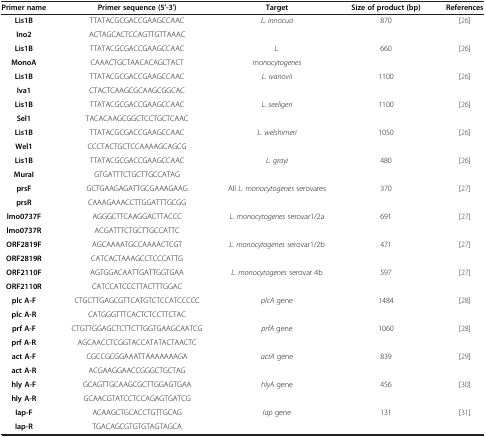 Primer name Primer sequence (5'-3') Target Size of product (bp) References
Lis1B TTATACGCGACCGAAGCCAAC L. innocua 870 [26]
Ino2 ACTAGCACTCCAGTTGTTAAAC
Lis1B TTATACGCGACCGAAGCCAAC L. 660 [26]
MonoA CAAACTGCTAACACAGCTACT monocytogenes
Lis1B TTATACGCGACCGAAGCCAAC L. ivanovii 1100 [26]
Iva1 CTACTCAAGCGCAAGCGGCAC
Lis1B TTATACGCGACCGAAGCCAAC L. seeligeri 1100 [26]
Sel1 TACACAAGCGGCTCCTGCTCAAC
Lis1B TTATACGCGACCGAAGCCAAC L. welshimeri 1050 [26]
Wel1 CCCTACTGCTCCAAAAGCAGCG
Lis1B TTATACGCGACCGAAGCCAAC L. grayi 480 [26]
Mural GTGATTTCTGCTTGCCATAG
prsF GCTGAAGAGATTGCGAAAGAAG All L. monocytogenes serovares 370 [27]
prsR CAAAGAAACCTTGGATTTGCGG
lmo0737F AGGGCTTCAAGGACTTACCC L. monocytogenes serovar1/2a 691 [27]
lmo0737R ACGATTTCTGCTTGCCATTC
ORF2819F AGCAAAATGCCAAAACTCGT L. monocytogenes serovar1/2b 471 [27]
ORF2819R CATCACTAAAGCCTCCCATTG
ORF2110F AGTGGACAATTGATTGGTGAA L. monocytogenes serovar 4b 597 [27]
ORF2110R CATCCATCCCTTACTTTGGAC
plc A-F CTGCTTGAGCGTTCATGTCTCCATCCCCC plcA gene 1484 [28]
plc A-R CATGGGTTTCACTCTCCTTCTAC
prf A-F CTGTTGGAGCTCTTCTTGGTGAAGCAATCG prfA gene 1060 [28]
prf A-R AGCAACCTCGGTACCATATACTAACTC
act A-F CGCCGCGGAAATTAAAAAAAGA actA gene 839 [29]
act A-R ACGAAGGAACCGGGCTGCTAG
hly A-F GCAGTTGCAAGCGCTTGGAGTGAA hlyA gene 456 [30]
hly A-R GCAACGTATCCTCCAGAGTGATCG
Iap-F ACAAGCTGCACCTGTTGCAG Iap gene 131 [31]
Iap-R TGACAGCGTGTGTAGTAGCA